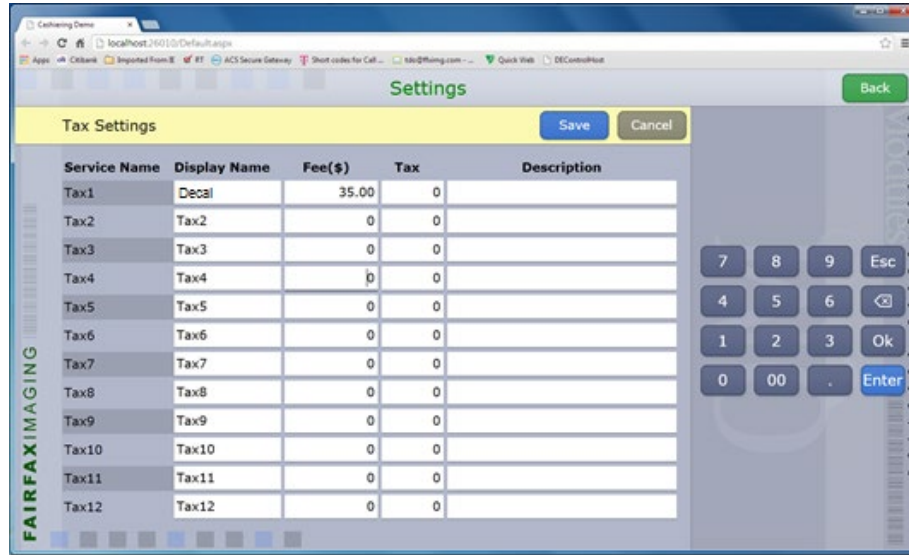 Cashiering Demo
localhost:26010/Default.aspx
Apps Citibank Imported From IE RT ACS Secure Gateway Short codes for Cell ... Quick Web DEControlHost
Settings
Back
Tax Settings
Save Cancel
Service Name Display Name Fee($) Tax Description
Tax1 Decal 35.00 0
Tax2 Tax2 0 0
Tax3 Tax3 0 0
Tax4 Tax4 0 0
Tax5 Tax5 0 0
Tax6 Tax6 0 0
Tax7 Tax7 0 0
Tax8 Tax8 0 0
Tax9 Tax9 0 0
Tax10 Tax10 0 0
Tax11 Tax11 0 0
Tax12 Tax12 0 0
7 8 9 Esc
4 5 6
1 2 3 Ok
0 00 . Enter
FAIRFAXIMAGING